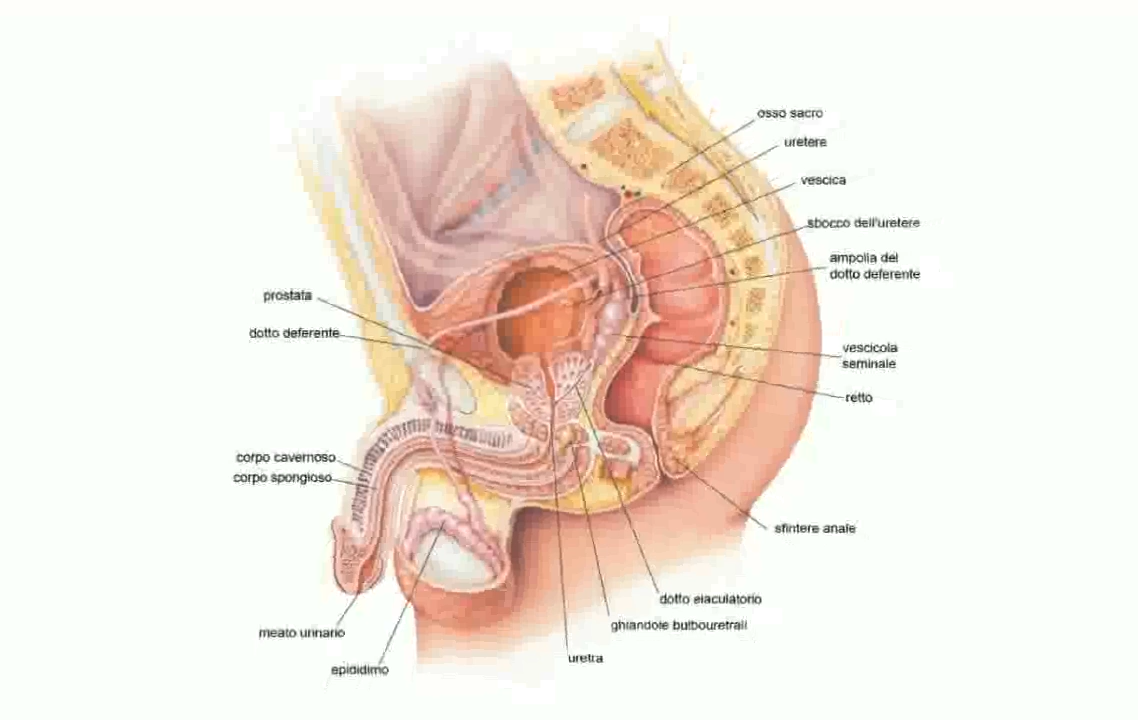 osso sacro
uretere
vescica
sbocco dell'uretere
ampolla del
dotto deferente
prostata
dotto deferente
vescicola
seminale
retto
corpo cavernoso
corpo spongioso
sfintere anale
dotto eiaculatorio
ghiandole bulbouretrali
meato urinario
uretra
epididimo